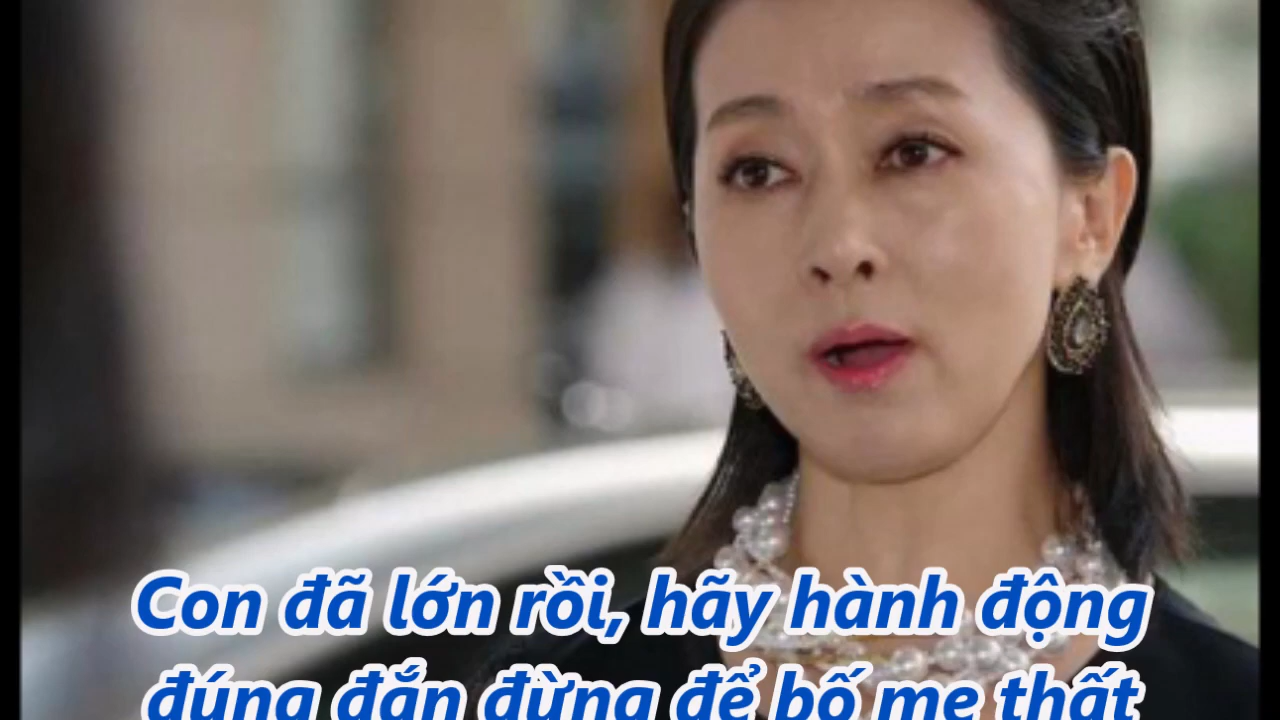 Con đã lớn rồi, hãy hành động
đúng đắn đừng để bố mẹ thất